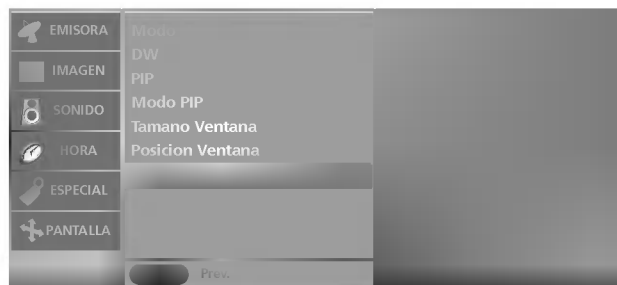 EMISORA
IMAGEN
SONIDO
HORA
ESPECIAL
PANTALLA
Modo
DW
PIP
Modo PIP
Tamano Ventana
Posicion Ventana
Prev.